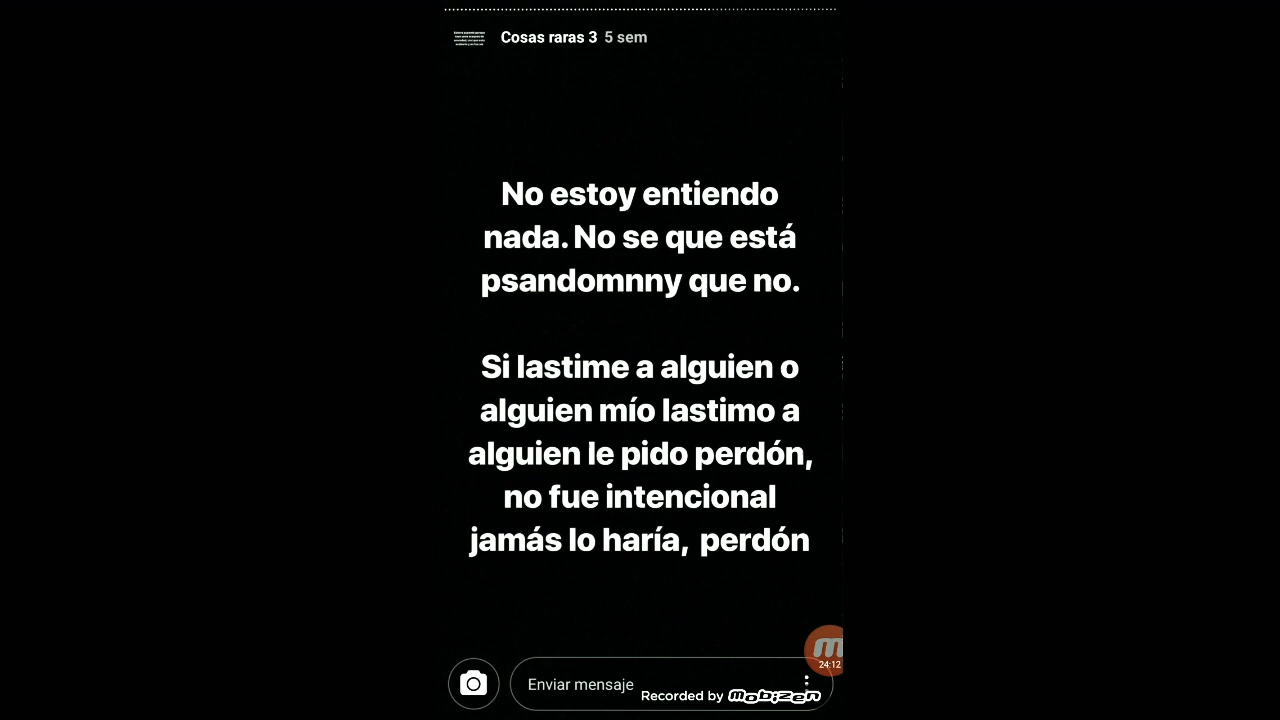 Cosas raras 3 5 sem
No estoy entiendo
nada. No se que está
psandomnny que no.
Si lastime a alguien o
alguien mío lastimo a
alguien le pido perdón,
no fue intencional
jamás lo haría, perdón
24:12
Enviar mensaje
Recorded by Mobizen